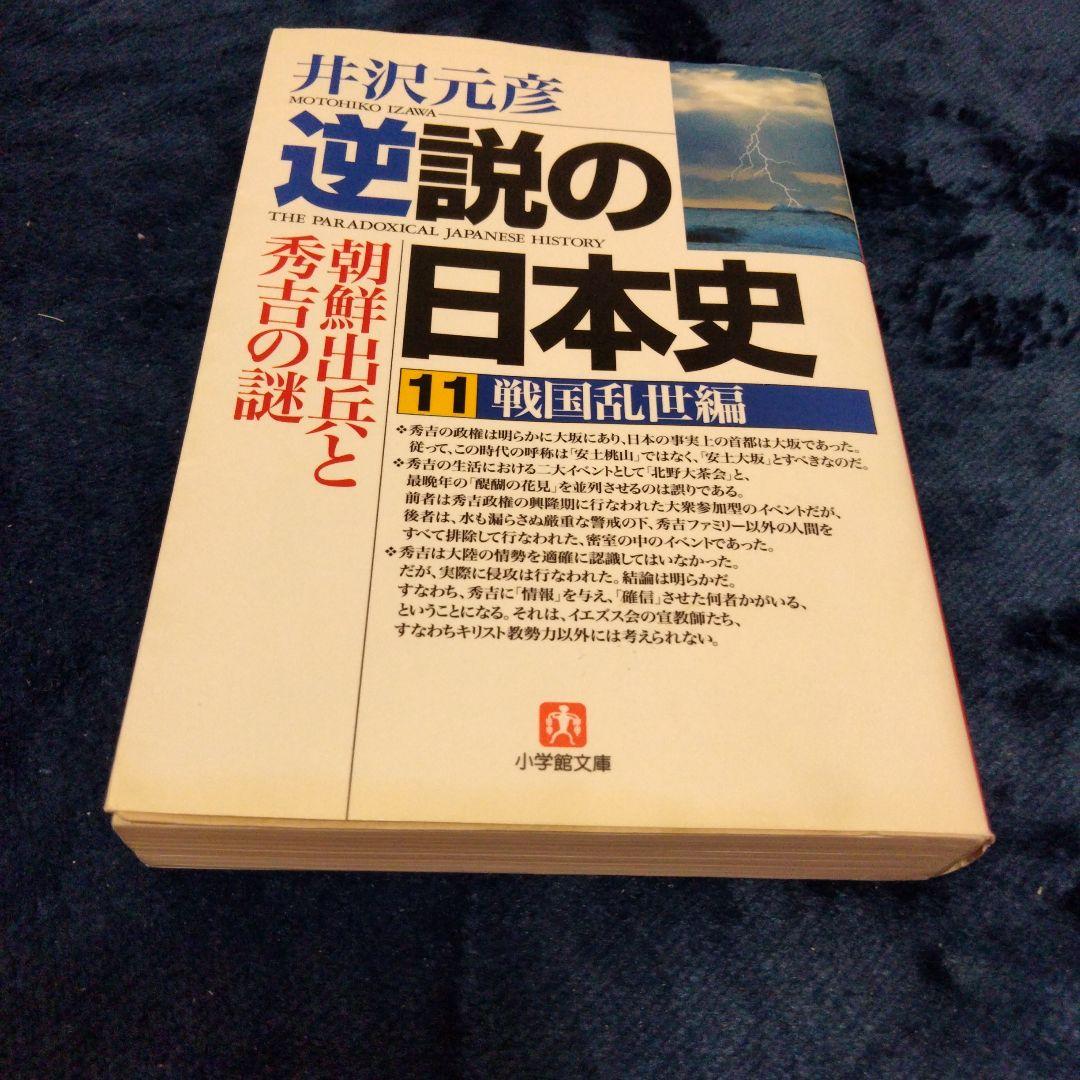 井沢元彦
MOTOHIKO IZAWA
逆説の
THE PARADOXICAL JAPANESE HISTORY
日本史
11 戦国乱世編
朝鮮出兵と
秀吉の謎
❖秀吉の政権は明らかに大坂にあり、日本の事実上の首都は大坂であった。
従って、この時代の呼称は「安土桃山」ではなく、「安土大坂」とすべきなのだ。
❖秀吉の生活における二大イベントとして「北野大茶会」と、
最晩年の「醍醐の花見」を並列させるのは誤りである。
前者は秀吉政権の興隆期に行なわれた大衆参加型のイベントだが、
後者は、水も漏らさぬ厳重な警戒の下、秀吉ファミリー以外の人間を
すべて排除して行なわれた、密室の中のイベントであった。
❖秀吉は大陸の情勢を適確に認識してはいなかった。
だが、実際に侵攻は行なわれた。結論は明らかだ。
すなわち、秀吉に「情報」を与え、「確信」させた何者かがいる、
ということになる。それは、イエズス会の宣教師たち、
すなわちキリスト教勢力以外には考えられない。
小学館文庫